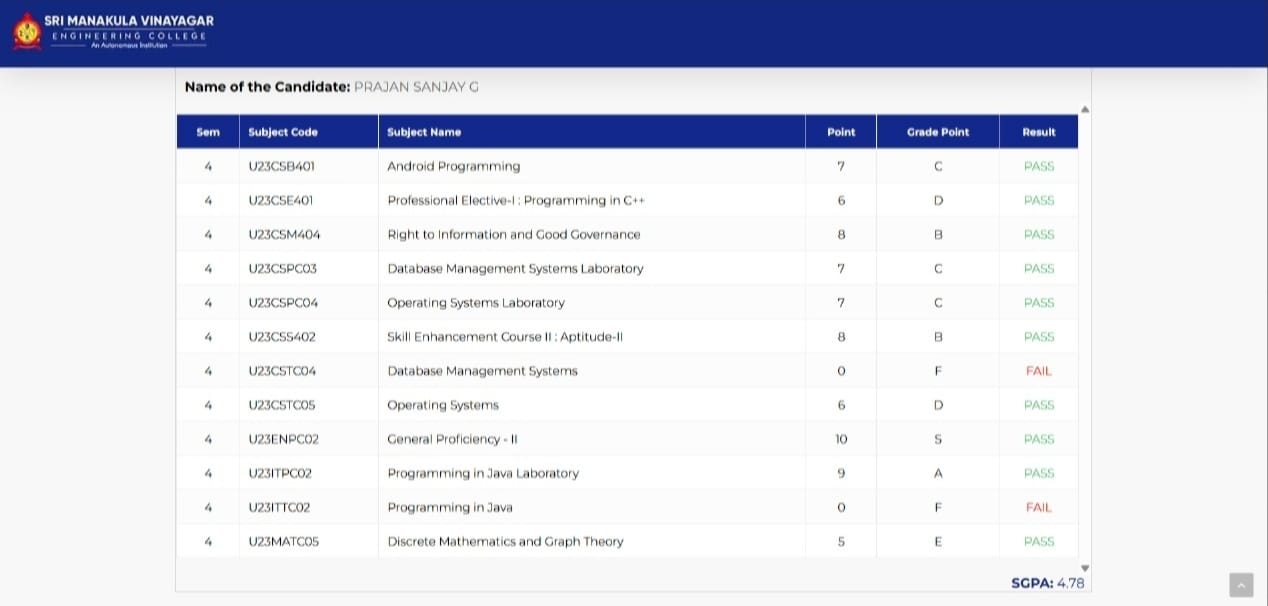 SRI MANAKULA VINAYAGAR
ENGINEERING COLLEGE
An Autonomous Institution
Name of the Candidate: PRAJAN SANJAY G
Sem Subject Code Subject Name Point Grade Point Result
4 U23CSB401 Android Programming 7 C PASS
4 U23CSE401 Professional Elective-I : Programming in C++ 6 D PASS
4 U23CSM404 Right to Information and Good Governance 8 B PASS
4 U23CSPC03 Database Management Systems Laboratory 7 C PASS
4 U23CSPC04 Operating Systems Laboratory 7 C PASS
4 U23CSS402 Skill Enhancement Course II : Aptitude-II 8 B PASS
4 U23CSTC04 Database Management Systems 0 F FAIL
4 U23CSTC05 Operating Systems 6 D PASS
4 U23ENPC02 General Proficiency - II 10 S PASS
4 U23ITPC02 Programming in Java Laboratory 9 A PASS
4 U23ITTC02 Programming in Java 0 F FAIL
4 U23MATC05 Discrete Mathematics and Graph Theory 5 E PASS
SGPA: 4.78